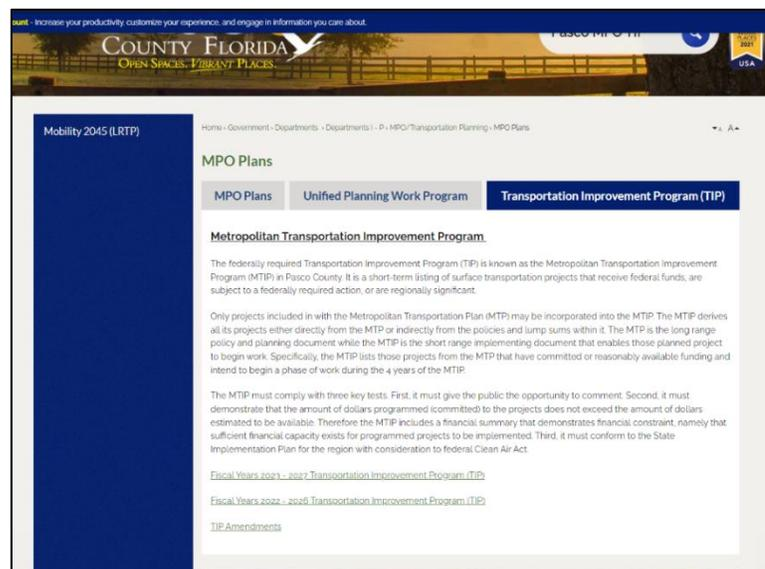 ount - Increase your productivity, customize your experience, and engage in information you care about.
COUNTY FLORIDA
OPEN SPACES. VIBRANT PLACES.
Pasco MPO TIP
2021
USA
Mobility 2045 (LRTP)
Home › Government › Departments › Departments I - P › MPO/Transportation Planning › MPO Plans
A A
MPO Plans
MPO Plans
Unified Planning Work Program
Transportation Improvement Program (TIP)
Metropolitan Transportation Improvement Program
The federally required Transportation Improvement Program (TIP) is known as the Metropolitan Transportation Improvement
Program (MTIP) in Pasco County. It is a short-term listing of surface transportation projects that receive federal funds, are
subject to a federally required action, or are regionally significant.
Only projects included in with the Metropolitan Transportation Plan (MTP) may be incorporated into the MTIP. The MTIP derives
all its projects either directly from the MTP or indirectly from the policies and lump sums within it. The MTP is the long range
policy and planning document while the MTIP is the short range implementing document that enables those planned project
to begin work. Specifically, the MTIP lists those projects from the MTP that have committed or reasonably available funding and
intend to begin a phase of work during the 4 years of the MTIP.
The MTIP must comply with three key tests. First, it must give the public the opportunity to comment. Second, it must
demonstrate that the amount of dollars programmed (committed) to the projects does not exceed the amount of dollars
estimated to be available. Therefore the MTIP includes a financial summary that demonstrates financial constraint, namely that
sufficient financial capacity exists for programmed projects to be implemented. Third, it must conform to the State
Implementation Plan for the region with consideration to federal Clean Air Act.
Fiscal Years 2023 - 2027 Transportation Improvement Program (TIP)
Fiscal Years 2022 - 2026 Transportation Improvement Program (TIP)
TIP Amendments